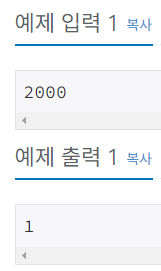 예제 입력 1 복사
2000
예제 출력 1 복사
1